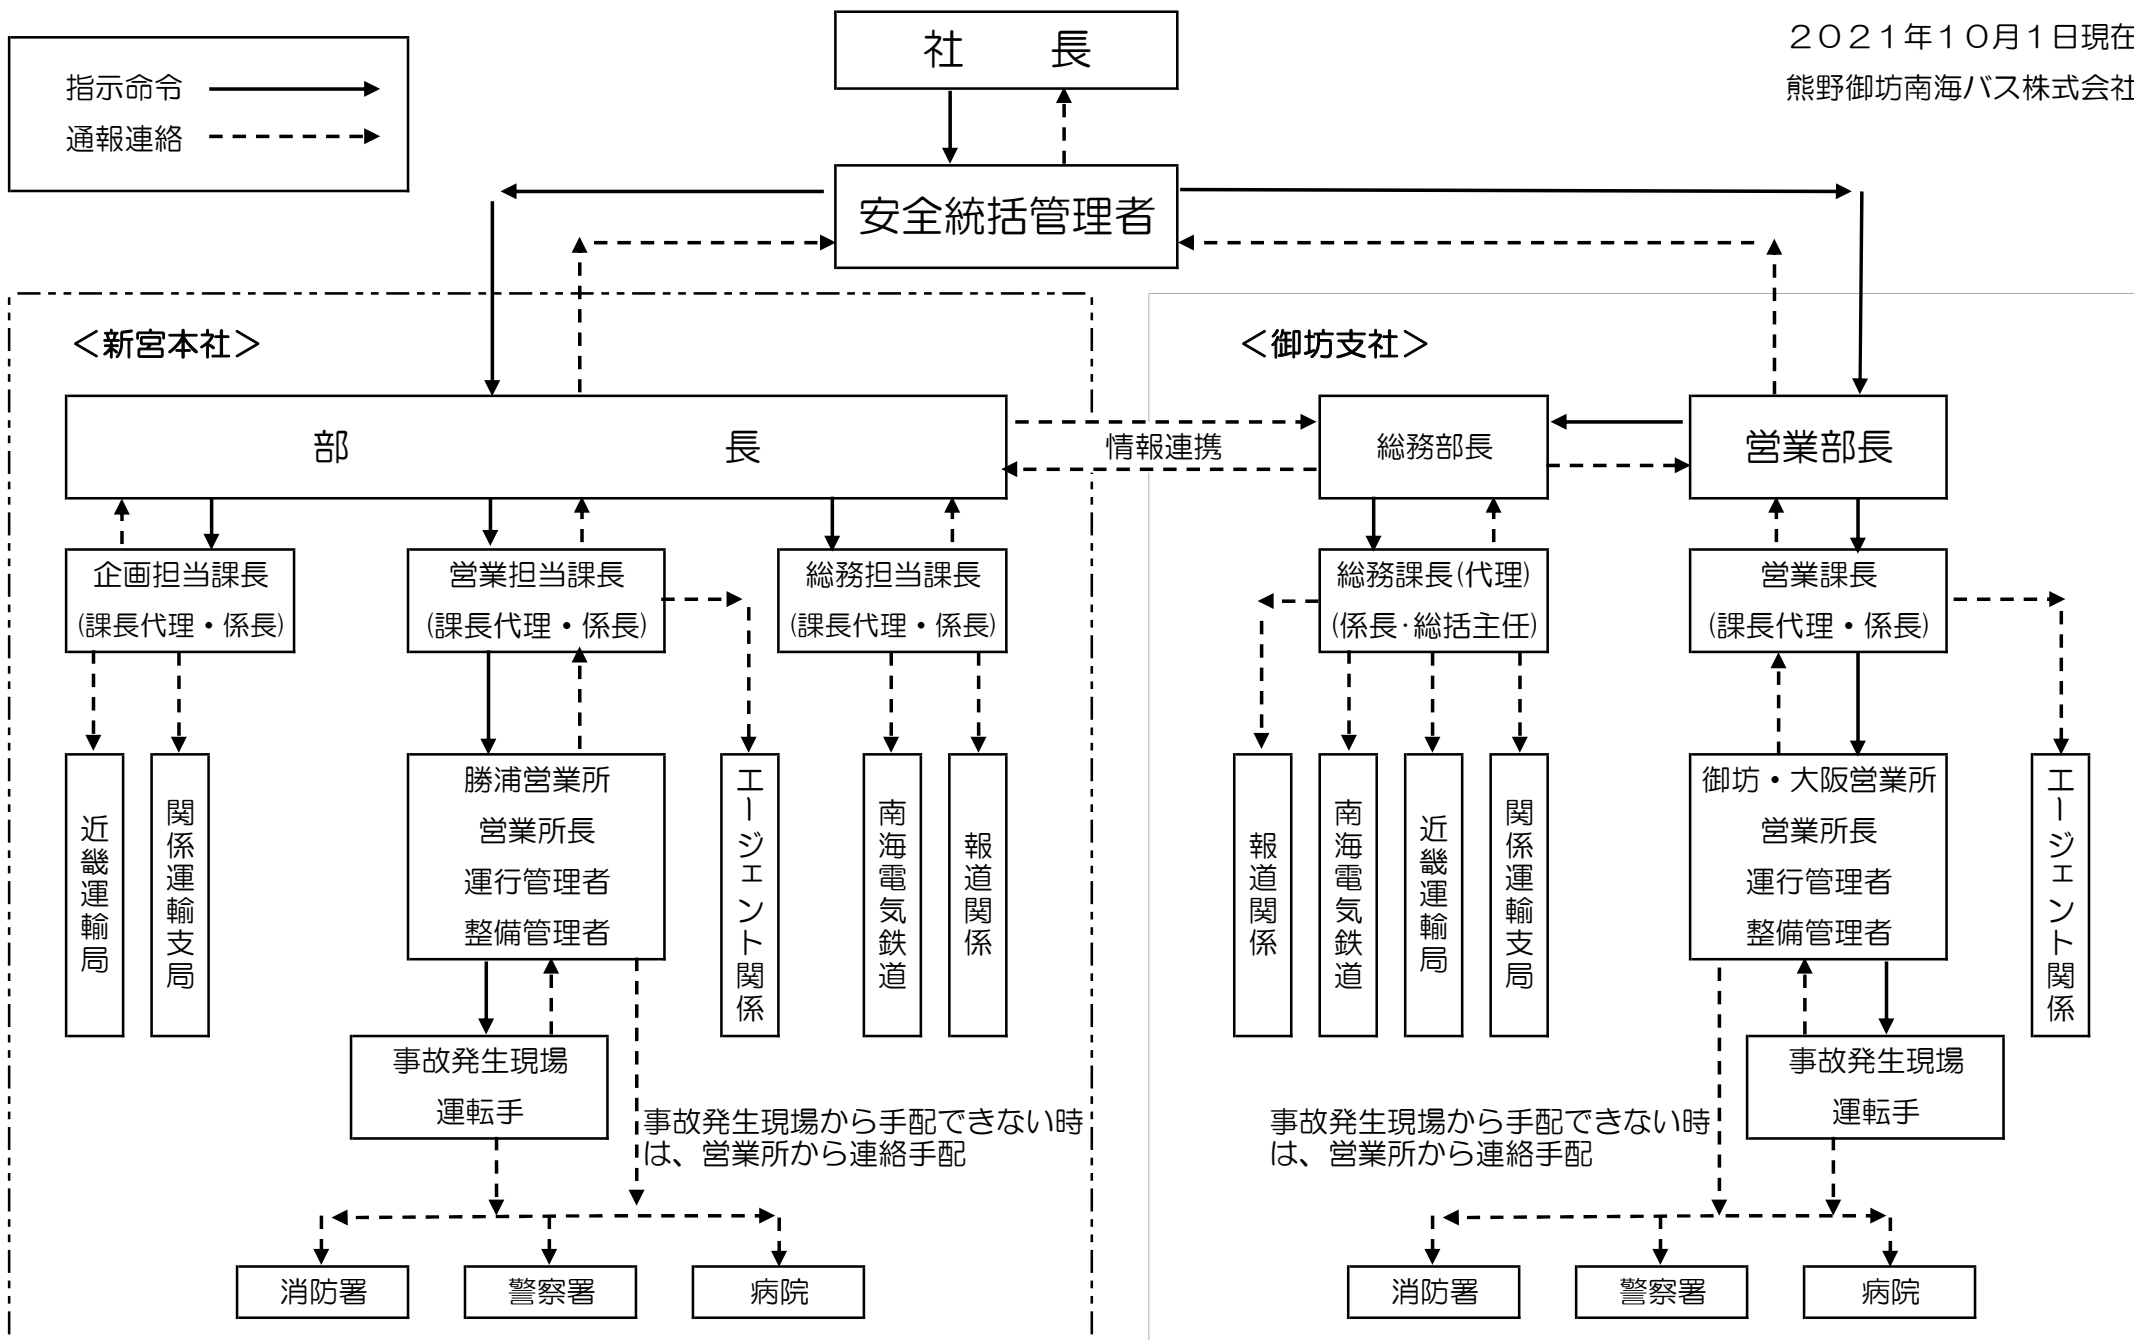 社　　長
２０２１年１０月１日現在
熊野御坊南海バス株式会社
指示命令
通報連絡
安全統括管理者
＜新宮本社＞
＜御坊支社＞
部　　長
情報連携
総務部長
営業部長
企画担当課長
(課長代理・係長)
営業担当課長
(課長代理・係長)
総務担当課長
(課長代理・係長)
総務課長(代理)
(係長・総括主任)
営業課長
(課長代理・係長)
近畿運輸局
関係運輸支局
勝浦営業所
営業所長
運行管理者
整備管理者
エージェント関係
南海電気鉄道
報道関係
報道関係
南海電気鉄道
近畿運輸局
関係運輸支局
御坊・大阪営業所
営業所長
運行管理者
整備管理者
エージェント関係
事故発生現場
運転手
事故発生現場から手配できない時
は、営業所から連絡手配
事故発生現場から手配できない時
は、営業所から連絡手配
事故発生現場
運転手
消防署
警察署
病院
消防署
警察署
病院